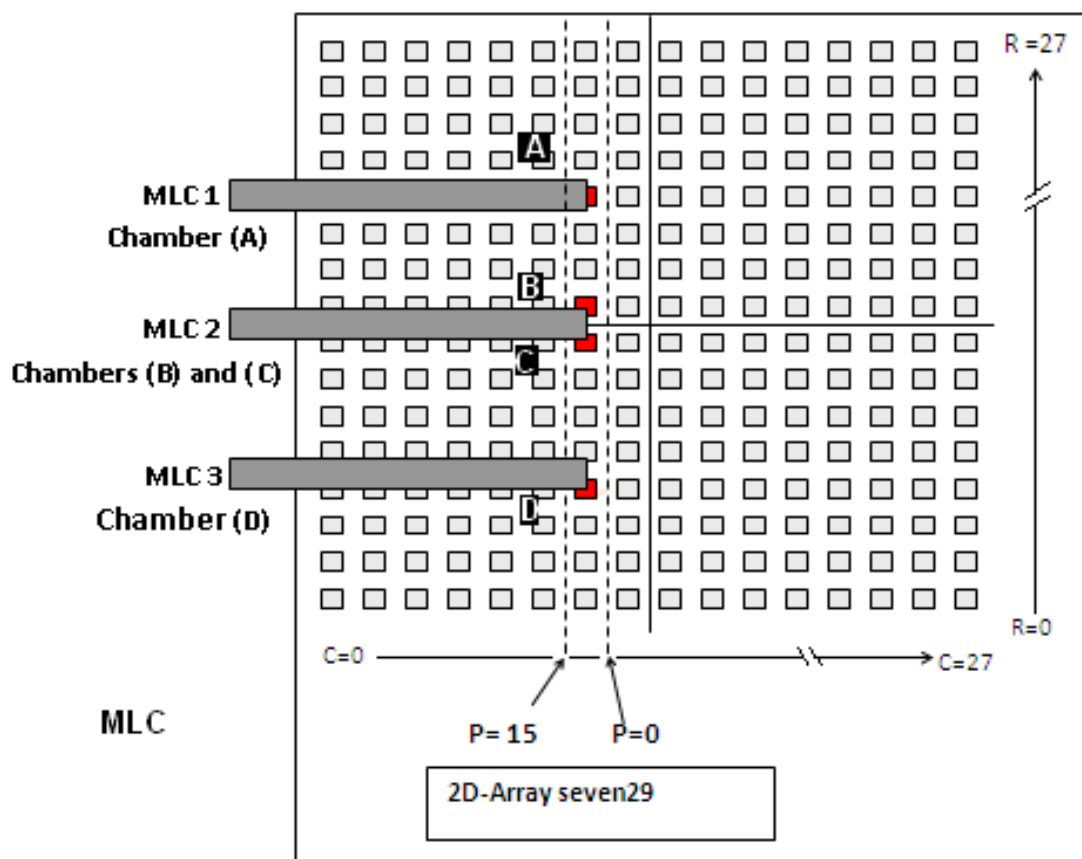 R =27
A
MLC 1
Chamber (A)
B
MLC 2
C
Chambers (B) and (C)
MLC 3
D
Chamber (D)
R=0
C=0
C=27
MLC
P= 15
P=0
2D-Array seven29